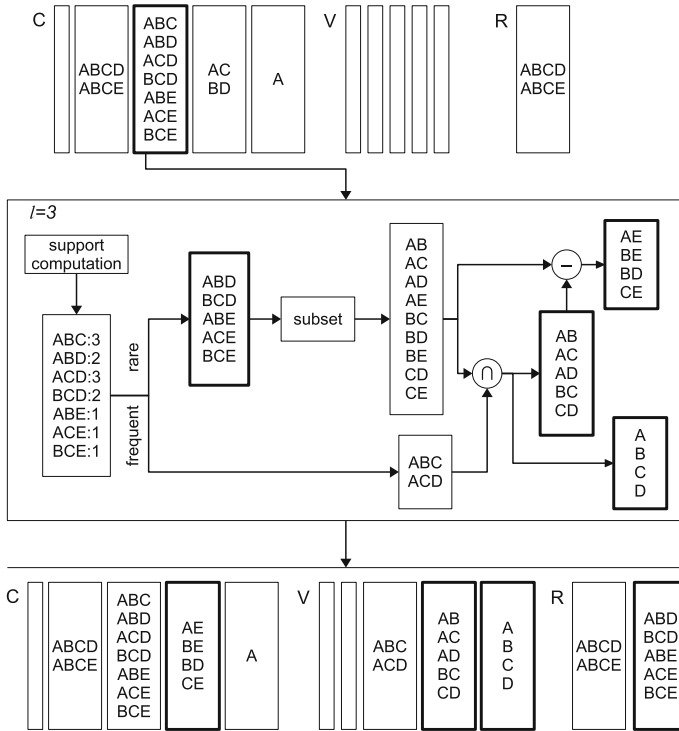 C
ABCD
ABCE
ABC
ABD
ACD
BCD
ABE
ACE
BCE
AC
BD
A
V
R
ABCD
ABCE
l=3
support
computation
ABC:3
ABD:2
ACD:3
BCD:2
ABE:1
ACE:1
BCE:1
rare
frequent
ABD
BCD
ABE
ACE
BCE
subset
AB
AC
AD
AE
BC
BD
BE
CD
CE
ABC
ACD
∩
−
AB
AC
AD
BC
CD
AE
BE
BD
CE
A
B
C
D
C
ABCD
ABCE
ABC
ABD
ACD
BCD
ABE
ACE
BCE
AE
BE
BD
CE
A
V
ABC
ACD
AB
AC
AD
BC
CD
A
B
C
D
R
ABCD
ABCE
ABD
BCD
ABE
ACE
BCE